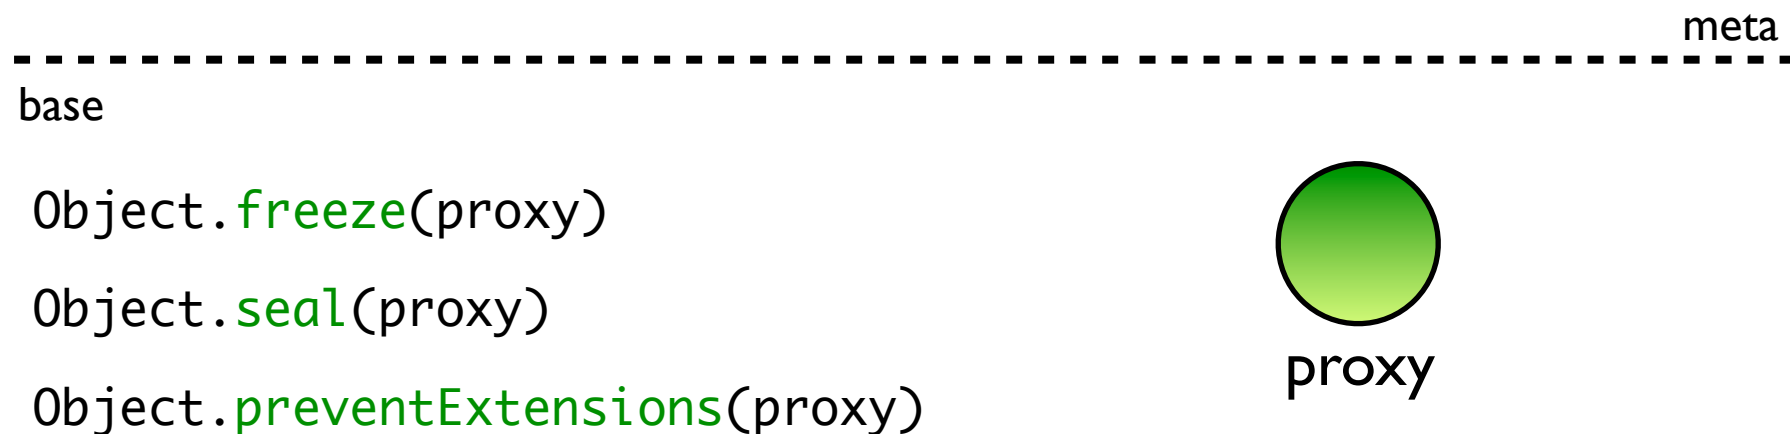 meta
base
Object.freeze(proxy)
Object.seal(proxy)
proxy
Object.preventExtensions(proxy)